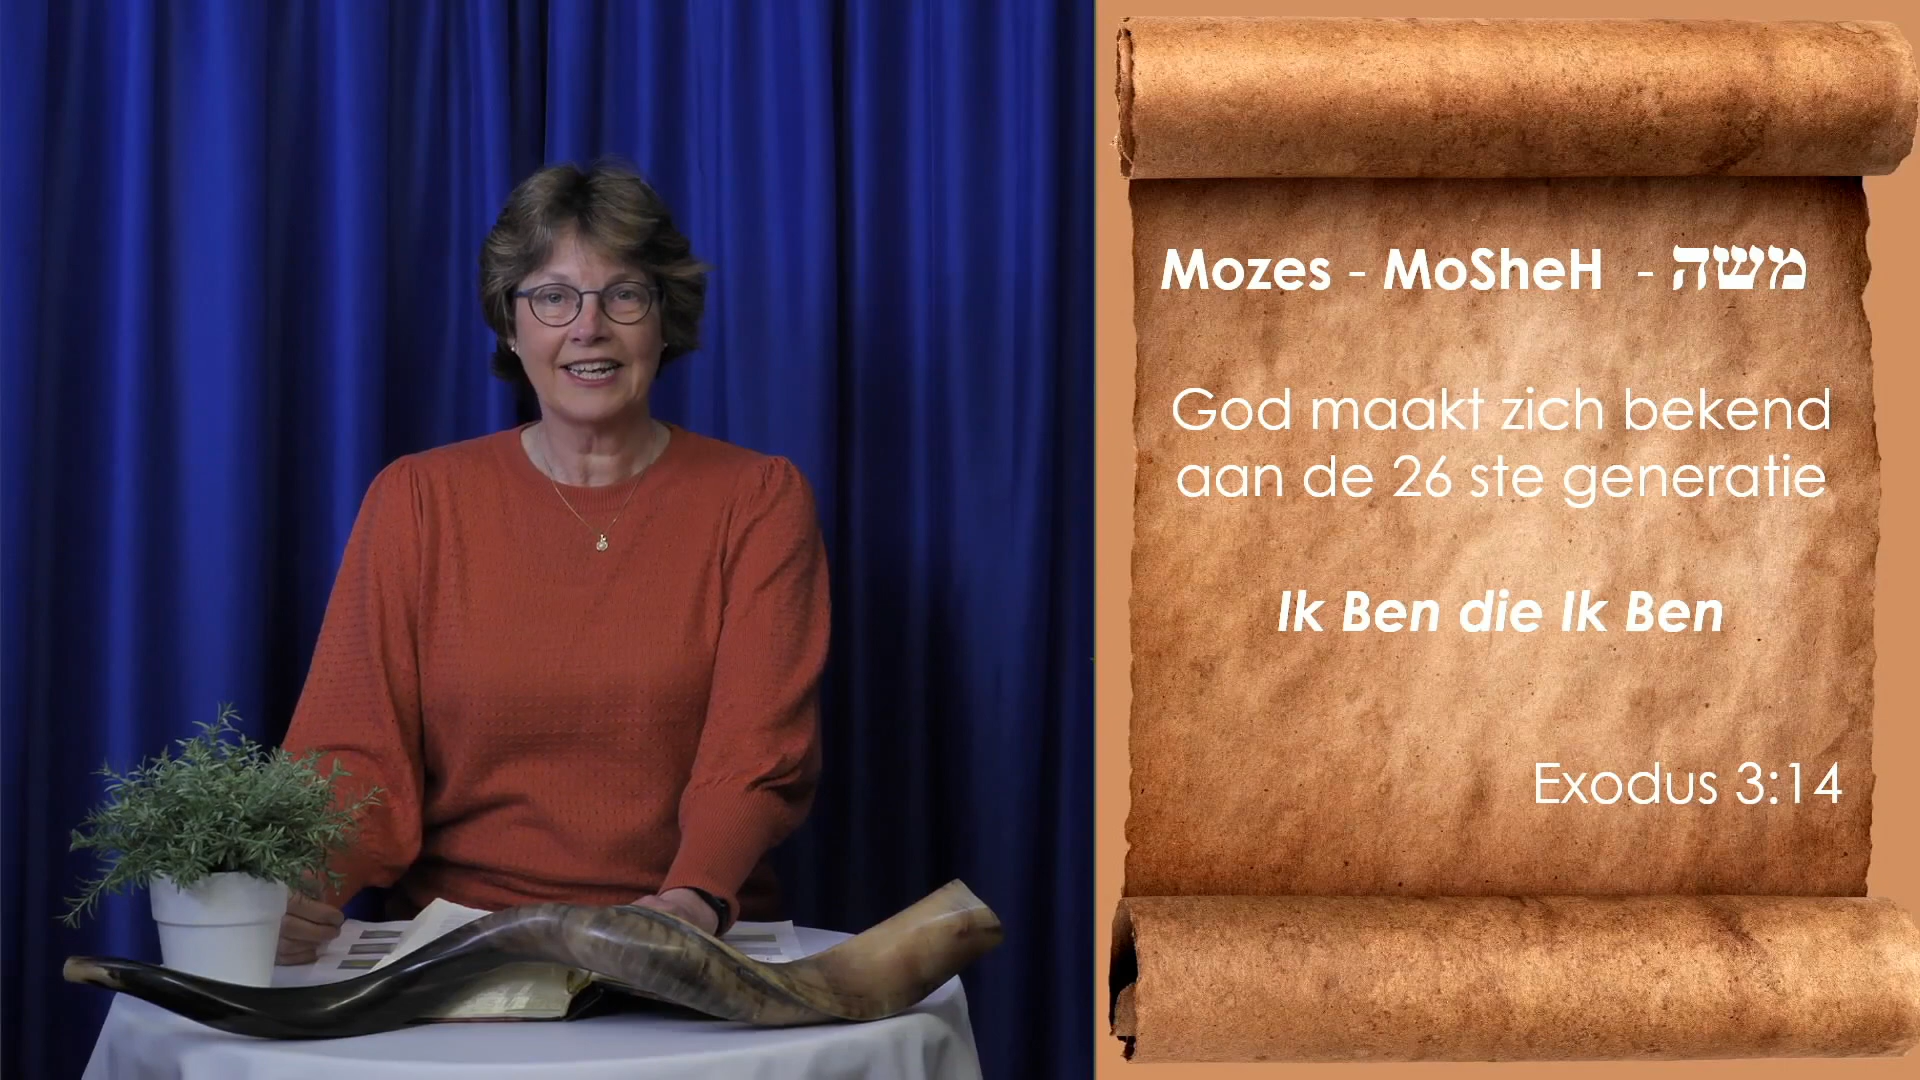 Mozes - MoSheH - משה
God maakt zich bekend
aan de 26 ste generatie
Ik Ben die Ik Ben
Exodus 3:14